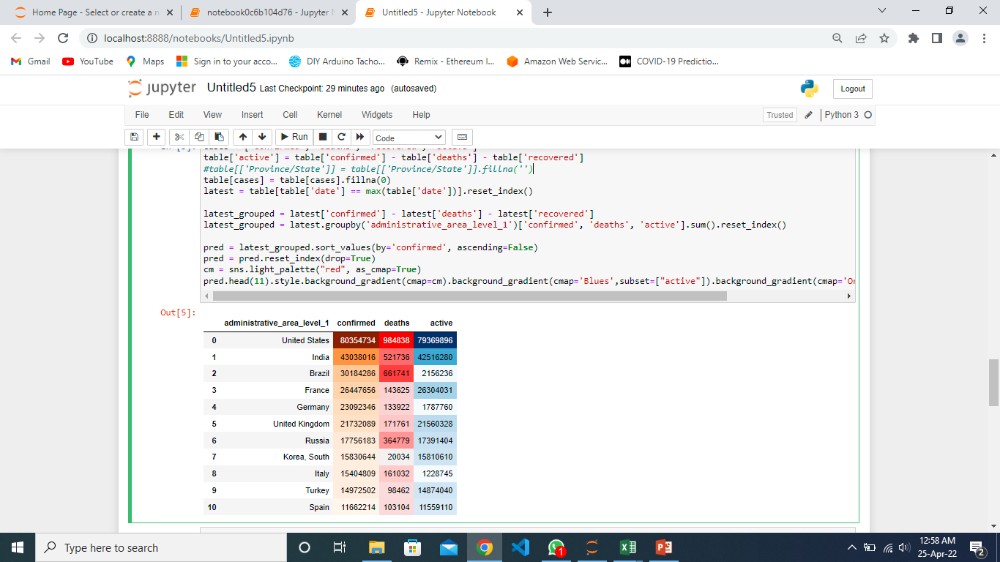 Home Page - Select or create a n
notebook0c6b104d76 - Jupyter N
Untitled5 - Jupyter Notebook
localhost:8888/notebooks/Untitled5.ipynb
Gmail YouTube Maps Sign in to your acco... DIY Arduino Tacho... Remix - Ethereum I... Amazon Web Servic... COVID-19 Predictio...
jupyter Untitled5 Last Checkpoint: 29 minutes ago (autosaved) Logout
File Edit View Insert Cell Kernel Widgets Help Trusted Python 3
Run Code
table['active'] = table['confirmed'] - table['deaths'] - table['recovered']
#table[['Province/State']] = table[['Province/State']].fillna('')
table[cases] = table[cases].fillna(0)
latest = table[table['date'] == max(table['date'])].reset_index()
latest_grouped = latest['confirmed'] - latest['deaths'] - latest['recovered']
latest_grouped = latest.groupby('administrative_area_level_1')['confirmed', 'deaths', 'active'].sum().reset_index()
pred = latest_grouped.sort_values(by='confirmed', ascending=False)
pred = pred.reset_index(drop=True)
cm = sns.light_palette("red", as_cmap=True)
pred.head(11).style.background_gradient(cmap=cm).background_gradient(cmap='Blues',subset=["active"]).background_gradient(cmap='Or
Out[5]:
administrative_area_level_1 confirmed deaths active
0 United States 80354734 984838 79369896
1 India 43038016 521736 42516280
2 Brazil 30184286 661741 2156236
3 France 26447656 143625 26304031
4 Germany 23092346 133922 1787760
5 United Kingdom 21732089 171761 21560328
6 Russia 17756183 364779 17391404
7 Korea, South 15830644 20034 15810610
8 Italy 15404809 161032 1228745
9 Turkey 14972502 98462 14874040
10 Spain 11662214 103104 11559110
Type here to search
1
12:58 AM
25-Apr-22
2